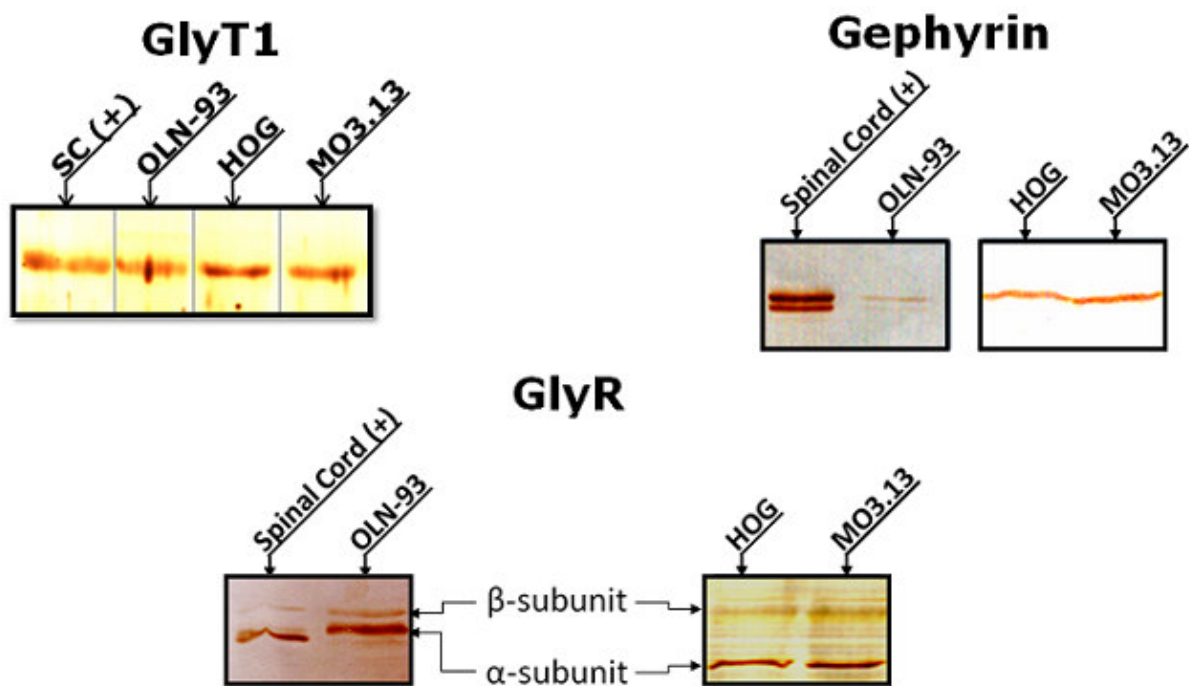 GlyT1
SC (+)
OLN-93
HOG
MO3.13
Gephyrin
Spinal Cord (+)
OLN-93
HOG
MO3.13
GlyR
Spinal Cord (+)
OLN-93
HOG
MO3.13
β-subunit
α-subunit